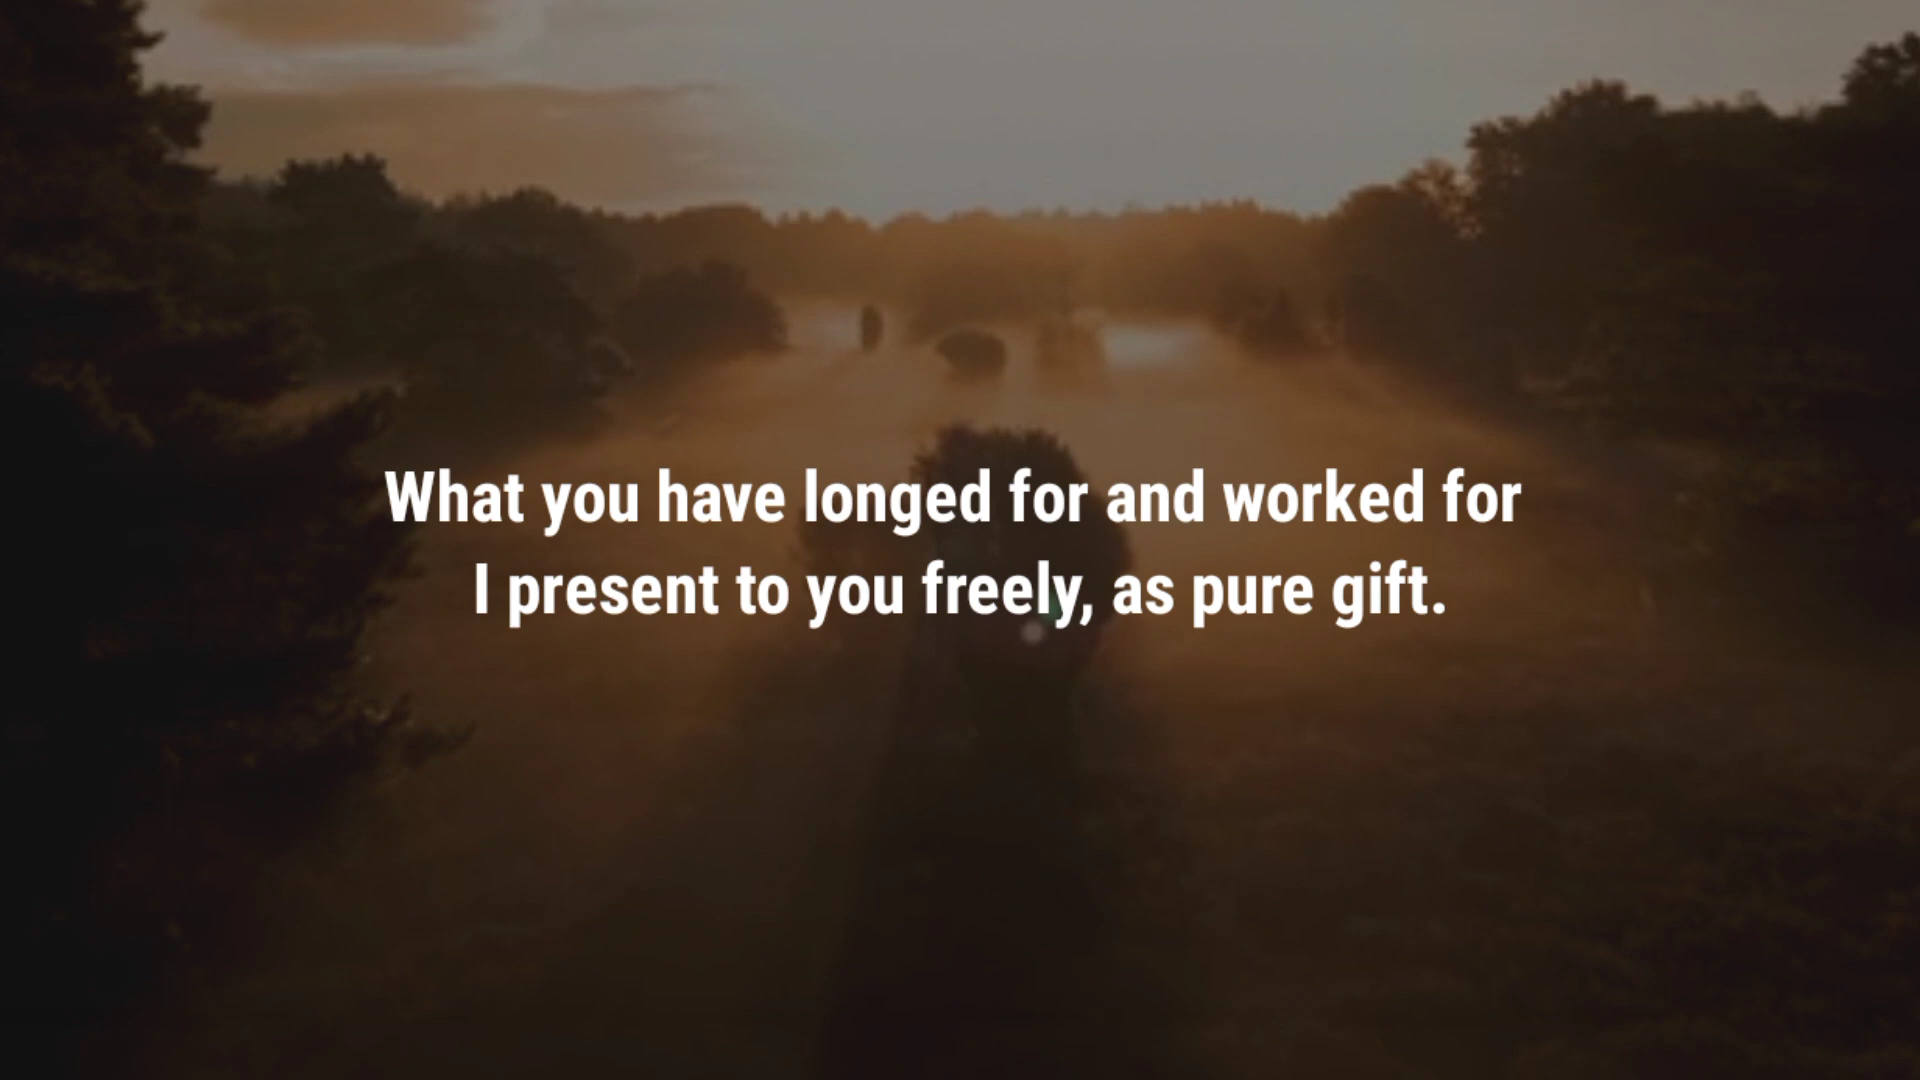 What you have longed for and worked for
I present to you freely, as pure gift.